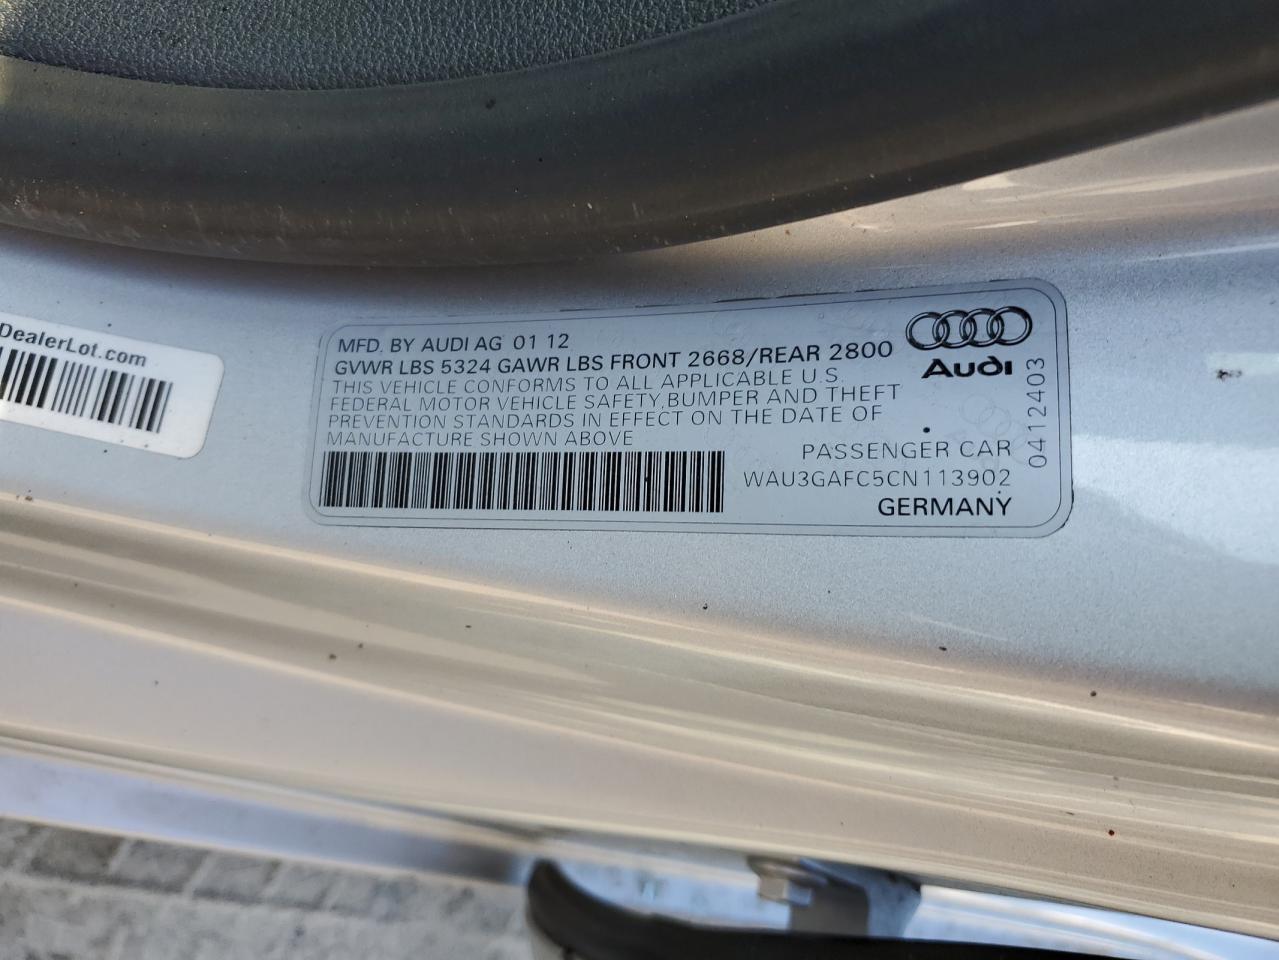 DealerLot.com
MFD. BY AUDI AG 01 12
GVWR LBS 5324 GAWR LBS FRONT 2668/REAR 2800
THIS VEHICLE CONFORMS TO ALL APPLICABLE U.S.
FEDERAL MOTOR VEHICLE SAFETY, BUMPER AND THEFT
PREVENTION STANDARDS IN EFFECT ON THE DATE OF
MANUFACTURE SHOWN ABOVE
Audi
PASSENGER CAR
WAU3GAFC5CN113902
GERMANY
04112403